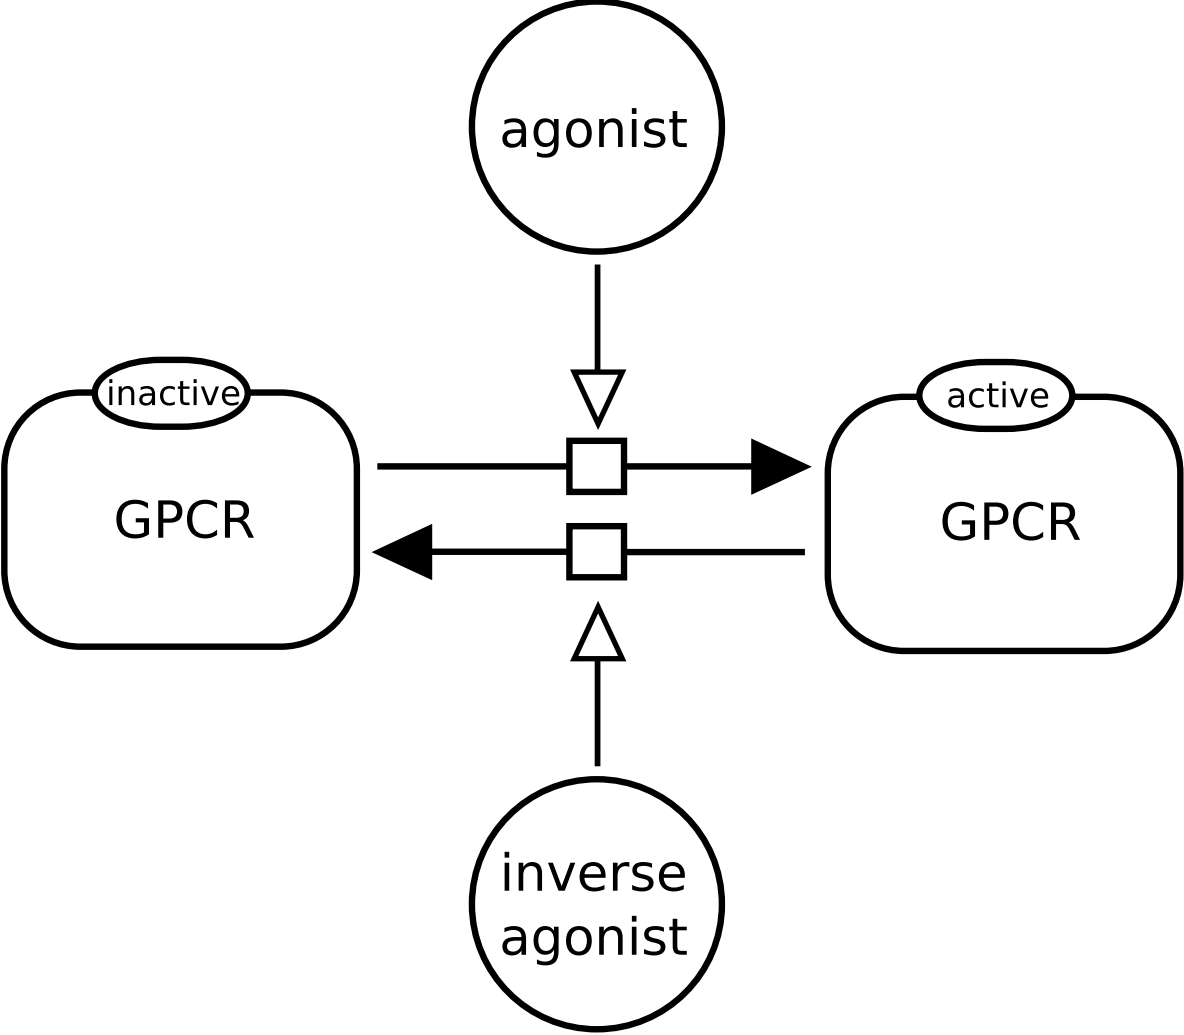 agonist
inactive
GPCR
active
GPCR
inverse
agonist